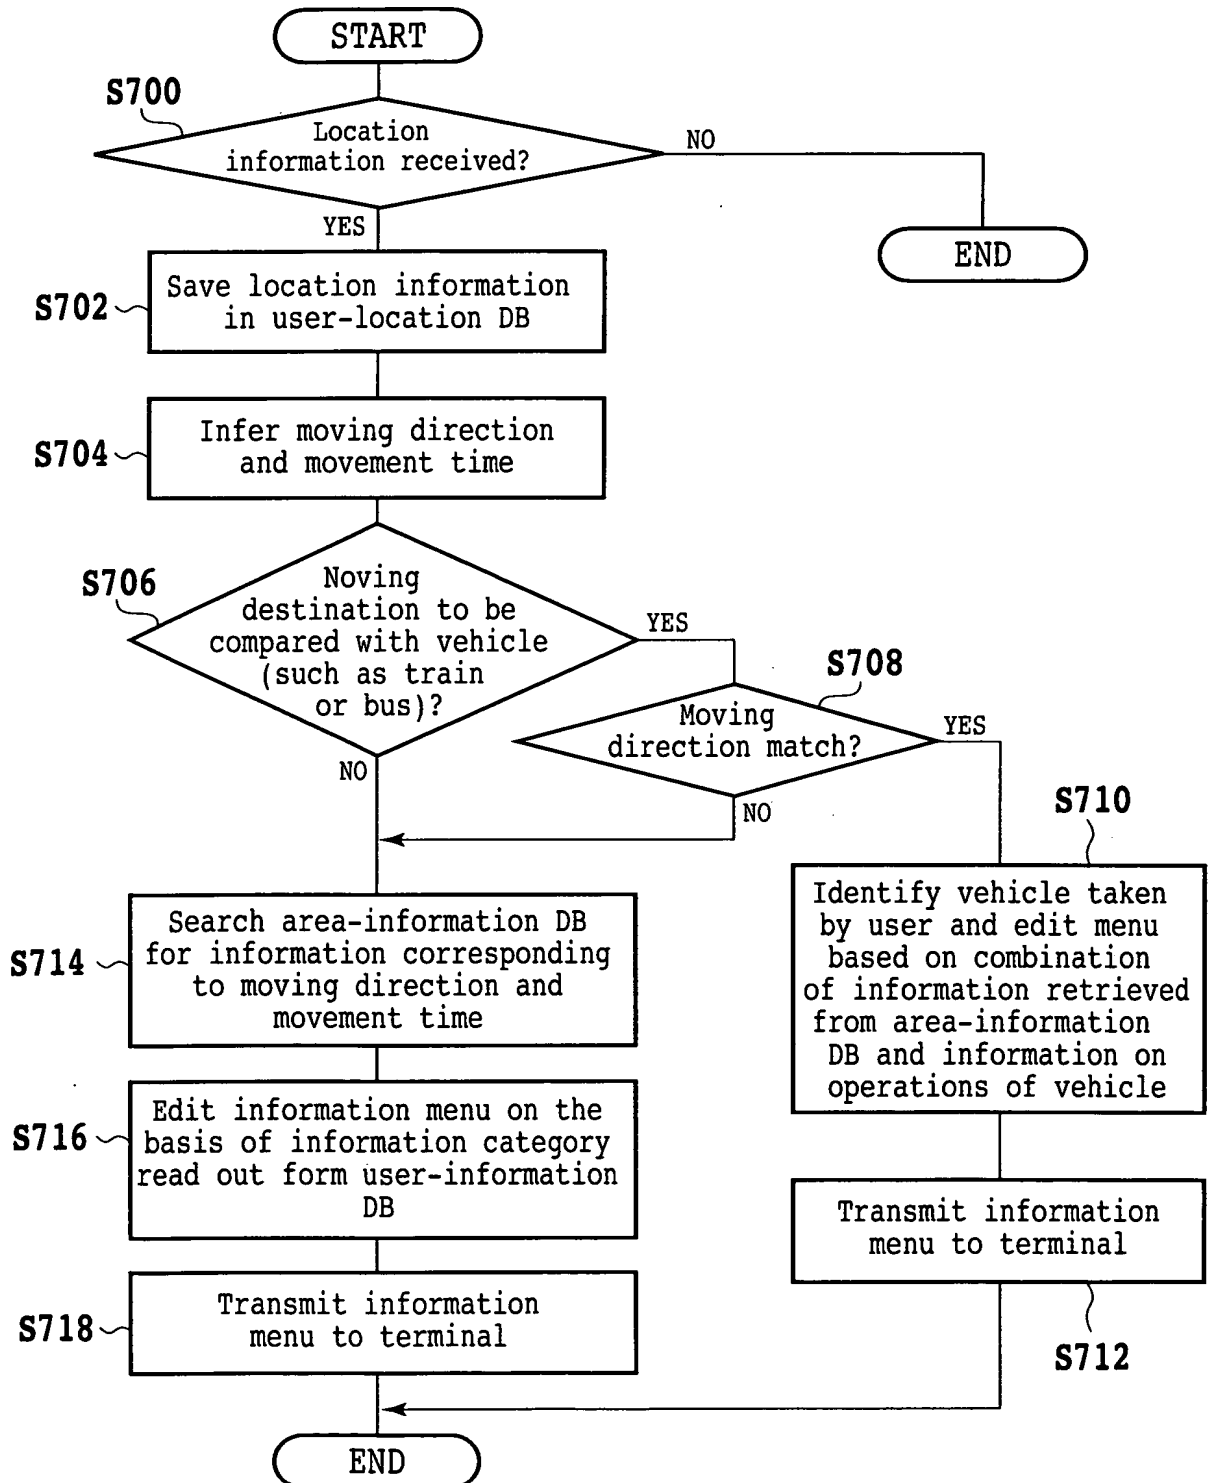 START
S700
Location
information received?
NO
YES
END
S702
Save location information
in user-location DB
S704
Infer moving direction
and movement time
S706
Noving
destination to be
compared with vehicle
(such as train
or bus)?
YES
NO
S708
Moving
direction match?
YES
NO
S710
Identify vehicle taken
by user and edit menu
based on combination
of information retrieved
from area-information
DB and information on
operations of vehicle
S714
Search area-information DB
for information corresponding
to moving direction and
movement time
S716
Edit information menu on the
basis of information category
read out form user-information
DB
Transmit information
menu to terminal
S712
S718
Transmit information
menu to terminal
END